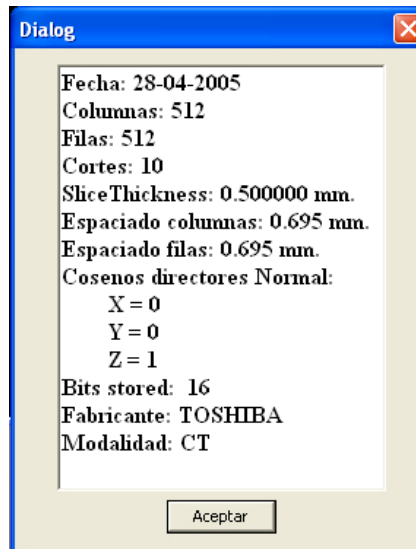 Dialog
Fecha: 28-04-2005
Columnas: 512
Filas: 512
Cortes: 10
SliceThickness: 0.500000 mm.
Espaciado columnas: 0.695 mm.
Espaciado filas: 0.695 mm.
Cosenos directores Normal:
X = 0
Y = 0
Z = 1
Bits stored:  16
Fabricante: TOSHIBA
Modalidad: CT
Aceptar